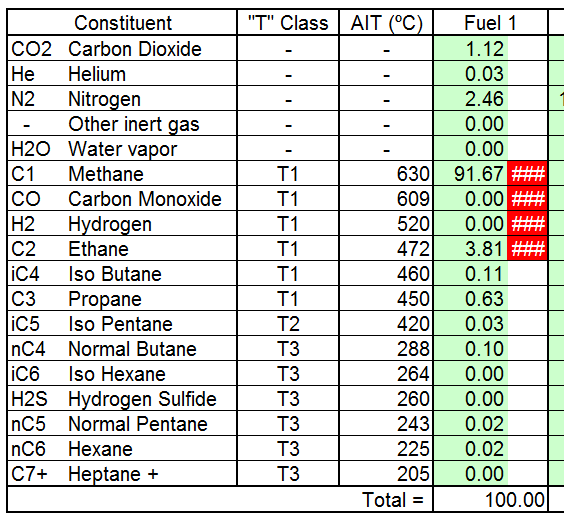 Constituent "T" Class AIT (ºC) Fuel 1
CO2 Carbon Dioxide - - 1.12
He Helium - - 0.03
N2 Nitrogen - - 2.46
- Other inert gas - - 0.00
H2O Water vapor - - 0.00
C1 Methane T1 630 91.67 ###
CO Carbon Monoxide T1 609 0.00 ###
H2 Hydrogen T1 520 0.00 ###
C2 Ethane T1 472 3.81 ###
iC4 Iso Butane T1 460 0.11
C3 Propane T1 450 0.63
iC5 Iso Pentane T2 420 0.03
nC4 Normal Butane T3 288 0.10
iC6 Iso Hexane T3 264 0.00
H2S Hydrogen Sulfide T3 260 0.00
nC5 Normal Pentane T3 243 0.02
nC6 Hexane T3 225 0.02
C7+ Heptane + T3 205 0.00
Total = 100.00